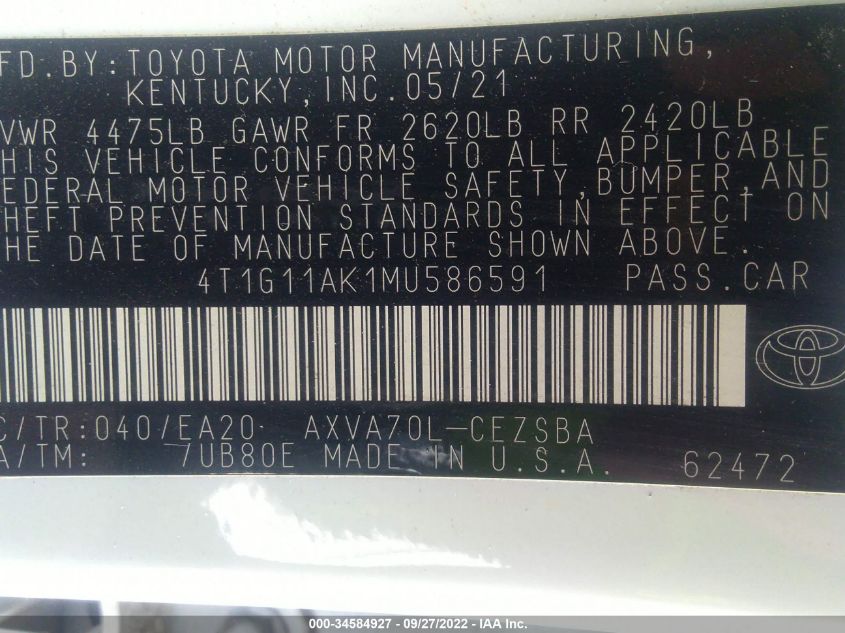 FD.BY:TOYOTA MOTOR MANUFACTURING,
KENTUCKY,INC.05/21
VWR 4475LB GAWR FR 2620LB RR 2420LB
HIS VEHICLE CONFORMS TO ALL APPLICABLE
EDERAL MOTOR VEHICLE SAFETY,BUMPER,AND
HEFT PREVENTION STANDARDS IN EFFECT ON
HE DATE OF MANUFACTURE SHOWN ABOVE.
4T1G11AK1MU586591 PASS.CAR
C/TR:040/EA20 AXVA70L-CEZSBA
A/TM: 7UB80E MADE IN U.S.A. 62472
000-34584927 - 09/27/2022 - IAA Inc.